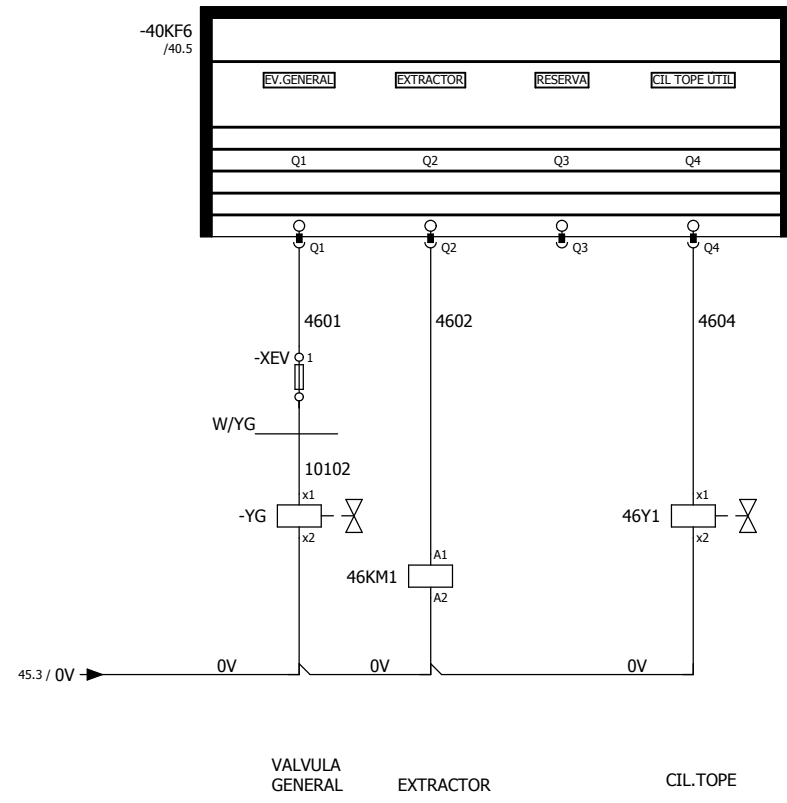 -40KF6
/40.5
EV.GENERAL EXTRACTOR RESERVA CIL TOPE UTIL
Q1 Q2 Q3 Q4
Q1 Q2 Q3 Q4
4601 4602 4604
-XEV 1
W/YG
10102
x1 x1
-YG 46Y1
x2 x2
A1
46KM1
A2
0V 0V 0V
45.3 / 0V
VALVULA
GENERAL EXTRACTOR CIL.TOPE